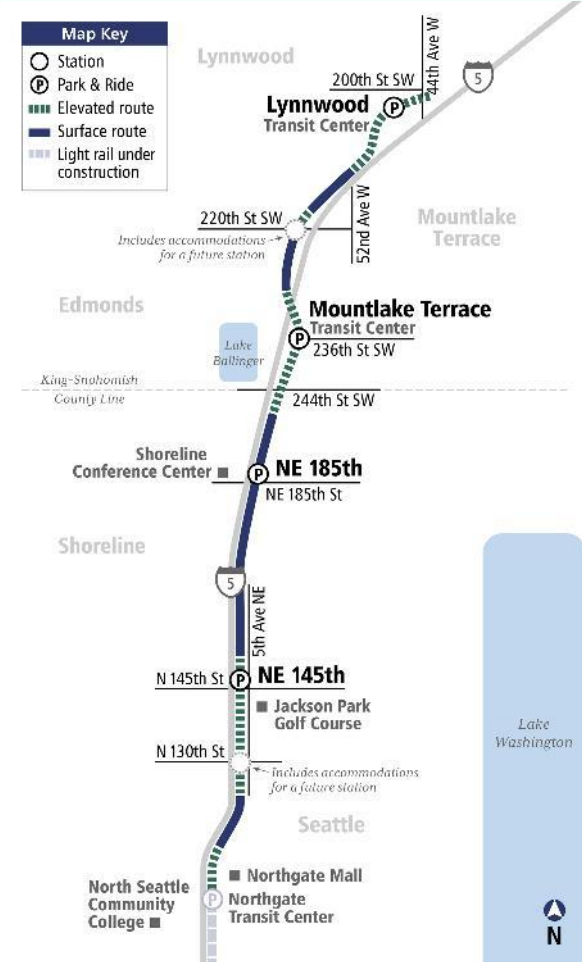 Map Key
Station
P Park & Ride
Elevated route
Surface route
Light rail under
construction
Lynnwood
44th Ave W
5
200th St SW
Lynnwood
P
Transit Center
220th St SW
52nd Ave W
Mountlake
Terrace
Includes accommodations
for a future station
Edmonds
Mountlake Terrace
Transit Center
P
236th St SW
Lake
Ballinger
King-Snohomish
County Line
244th St SW
Shoreline
Conference Center
P
NE 185th
NE 185th St
Shoreline
5
5th Ave NE
N 145th St
P
NE 145th
Jackson Park
Golf Course
N 130th St
Includes accommodations
for a future station
Lake
Washington
Seattle
Northgate Mall
North Seattle
Community
College
P
Northgate
Transit Center
N